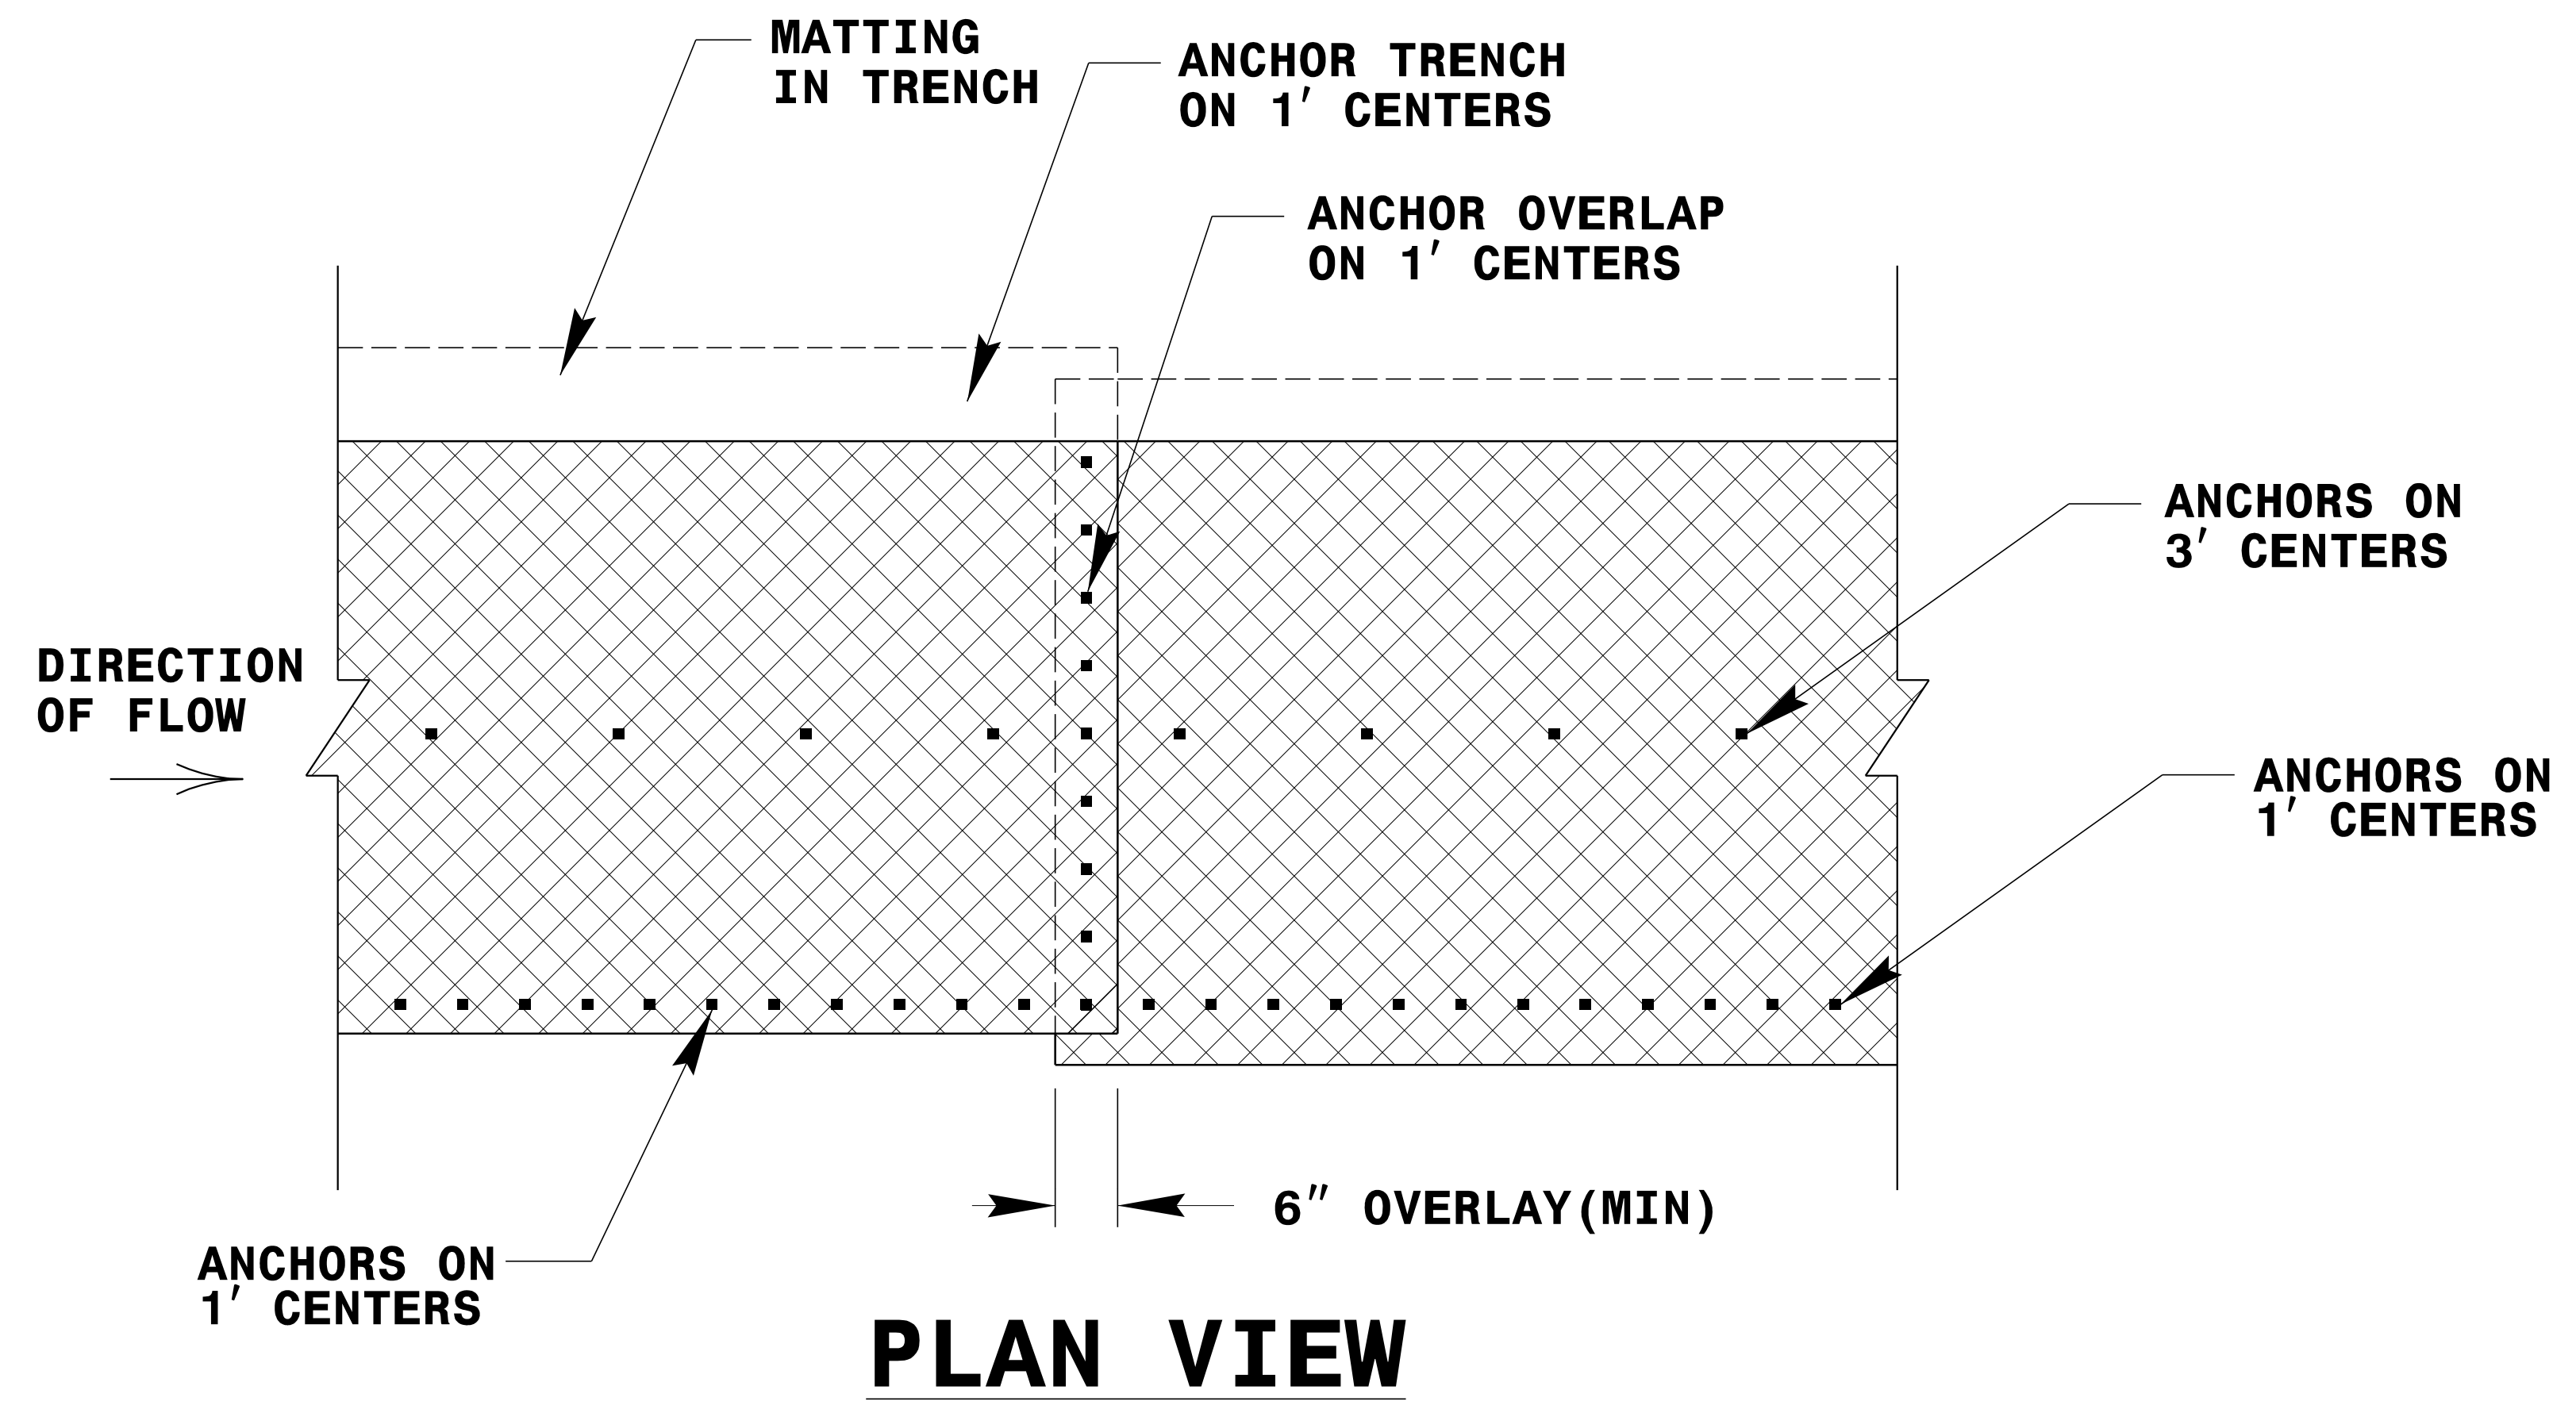 MATTING
IN TRENCH
ANCHOR TRENCH
ON 1' CENTERS
ANCHOR OVERLAP
ON 1' CENTERS
ANCHORS ON
3' CENTERS
DIRECTION
OF FLOW
ANCHORS ON
1' CENTERS
6" OVERLAY(MIN)
ANCHORS ON
1' CENTERS
PLAN VIEW